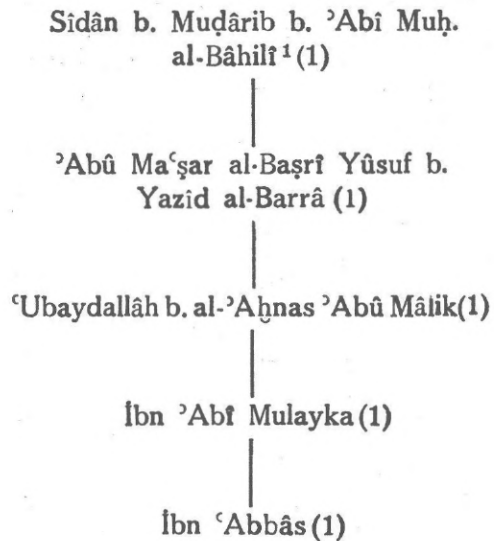 Sîdân b. Muḍârib b. ʾAbî Muḥ.
al-Bâhilî ¹ (1)
ʾAbû Maʿşar al-Baṣrî Yûsuf b.
Yazîd al-Barrâ (1)
ʿUbaydallâh b. al-ʾAḫnas ʾAbû Mâlik(1)
İbn ʾAbî Mulayka (1)
İbn ʿAbbâs (1)